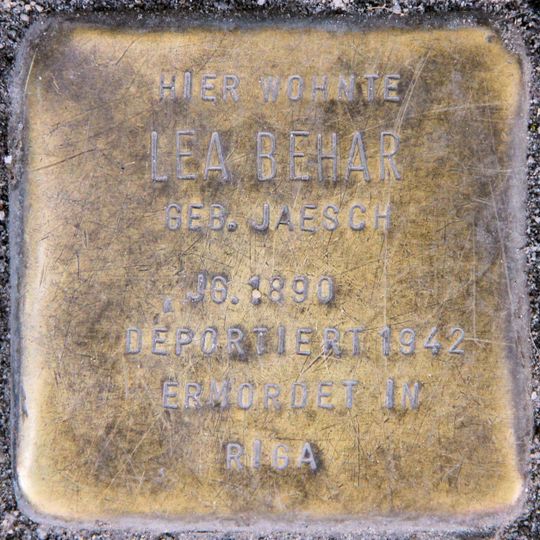 HIER WOHNTE
LEA BEHAR
GEB. JAESCH
JG. 1890
DEPORTIERT 1942
ERMORDET IN
RIGA